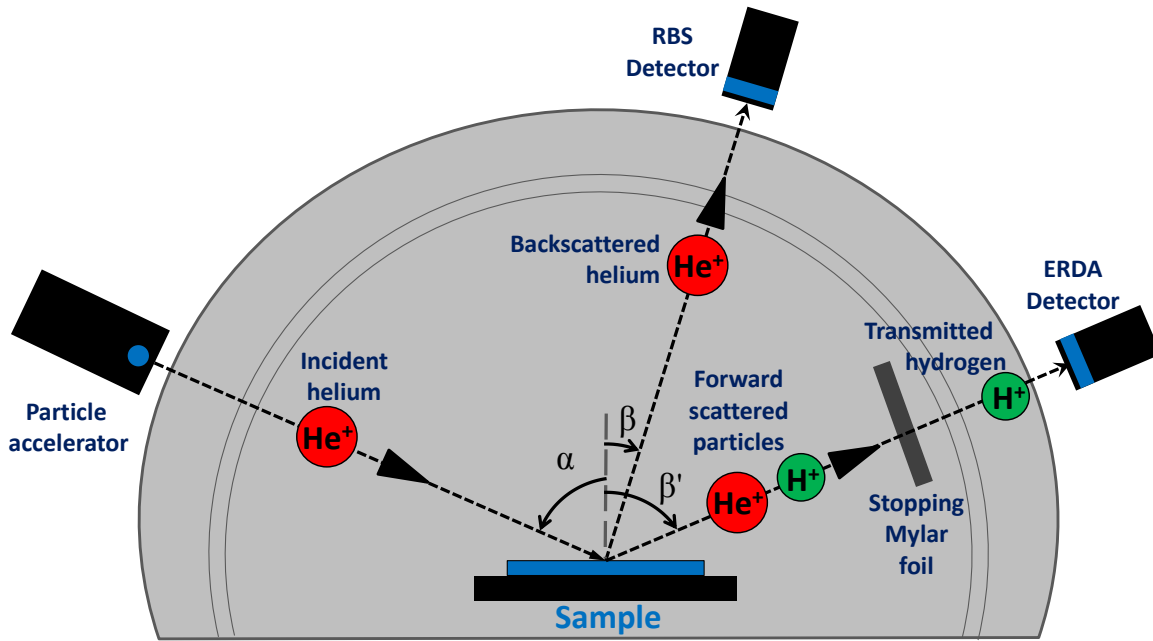 RBS
Detector
Backscattered
helium
He⁺
ERDA
Detector
Transmitted
hydrogen
H⁺
Incident
helium
He⁺
Particle
accelerator
Forward
scattered
particles
He⁺
H⁺
α
β
β'
Stopping
Mylar
foil
Sample